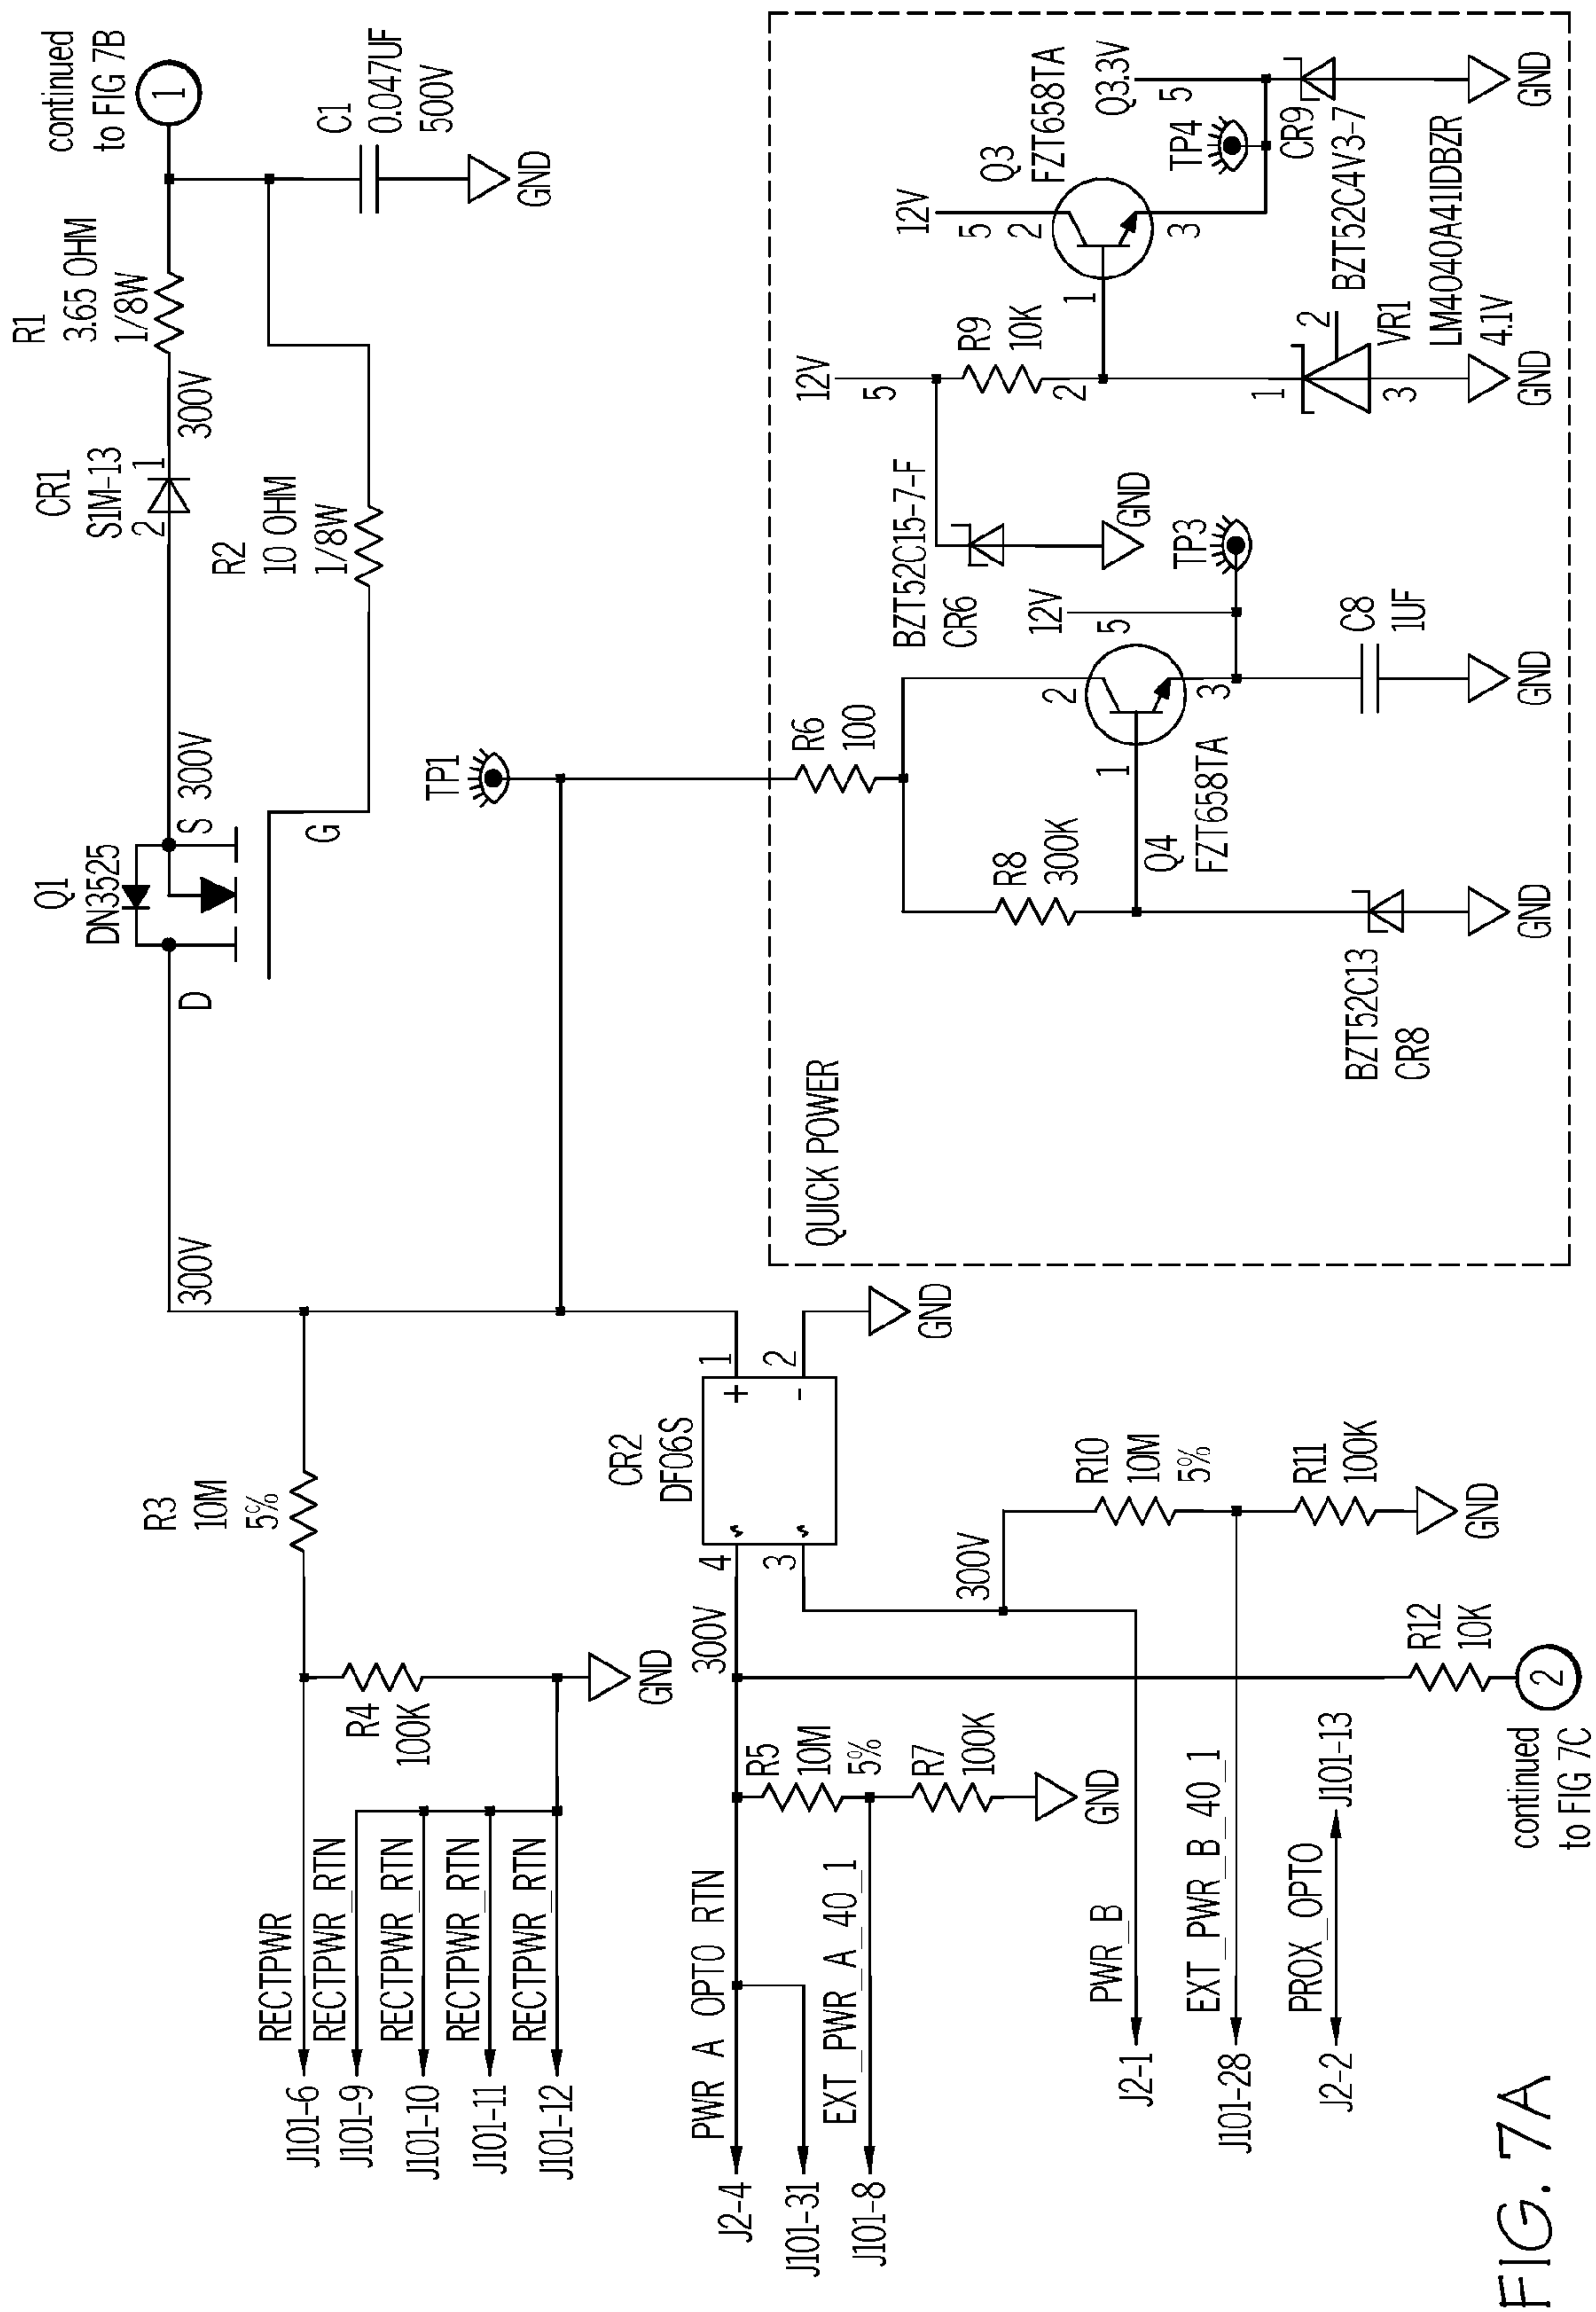 continued
to FIG 7B
1
R1
3.65 OHM
1/8W
C1
0.047UF
500V
GND
300V
CR1
S1M-13
2
1
R2
10 OHM
1/8W
Q1
DN3525
S
300V
D
G
300V
TP1
QUICK POWER
R6
100
R8
300K
Q4
FZT658TA
1
2
3
12V
5
TP3
C8
1UF
GND
BZT52C13
CR8
GND
BZT52C15-7-F
CR6
GND
12V
5
R9
10K
2
1
2
3
VR1
LM4040A41IDBZR
4.1V
GND
12V
5
2
Q3
FZT658TA
1
3
TP4
Q3.3V
5
CR9
BZT52C4V3-7
GND
R3
10M
5%
R4
100K
GND
RECTPWR
J101-6
RECTPWR_RTN
J101-9
RECTPWR_RTN
J101-10
RECTPWR_RTN
J101-11
RECTPWR_RTN
J101-12
CR2
DF06S
+
-
1
2
4
3
GND
300V
PWR A OPTO RTN
J2-4
J101-31
R5
10M
5%
R7
100K
GND
EXT_PWR_A_40_1
J101-8
300V
R10
10M
5%
R11
100K
GND
PWR_B
J2-1
EXT_PWR_B_40_1
J101-28
PROX_OPTO
J2-2
J101-13
R12
10K
2
continued
to FIG 7C
FIG. 7A